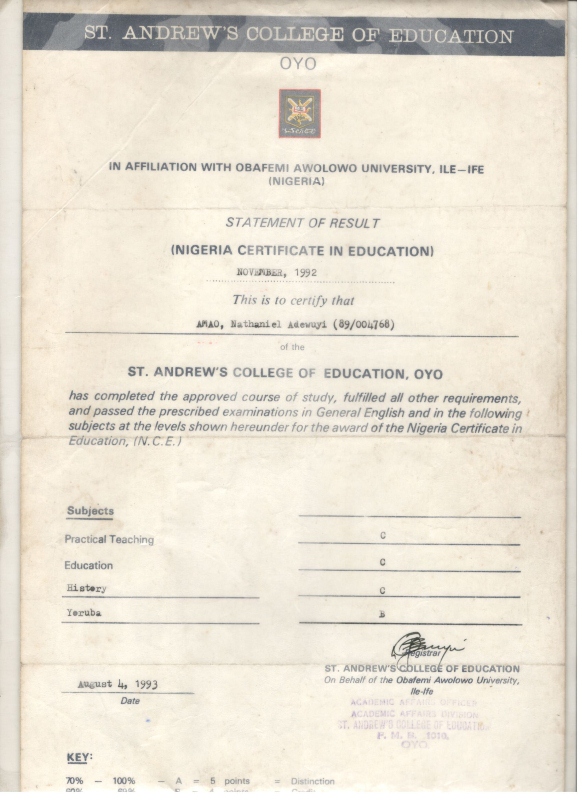 ST. ANDREW'S COLLEGE OF EDUCATION
OYO
IN AFFILIATION WITH OBAFEMI AWOLOWO UNIVERSITY, ILE—IFE
(NIGERIA)
STATEMENT OF RESULT
(NIGERIA CERTIFICATE IN EDUCATION)
NOVEMBER, 1992
This is to certify that
AMAO, Nathaniel Adewuyi (89/004768)
of the
ST. ANDREW'S COLLEGE OF EDUCATION, OYO
has completed the approved course of study, fulfilled all other requirements,
and passed the prescribed examinations in General English and in the following
subjects at the levels shown hereunder for the award of the Nigeria Certificate in
Education, (N.C.E.)
Subjects
Practical Teaching C
Education C
History C
Yoruba B
Registrar
ST. ANDREW'S COLLEGE OF EDUCATION
On Behalf of the Obafemi Awolowo University,
Ile-Ife
August 4, 1993
Date
ACADEMIC AFFAIRS OFFICER
ACADEMIC AFFAIRS DIVISION
ST. ANDREW'S COLLEGE OF EDUCATION
P. M. B. 1010,
OYO.
KEY:
70% — 100% — A = 5 points = Distinction